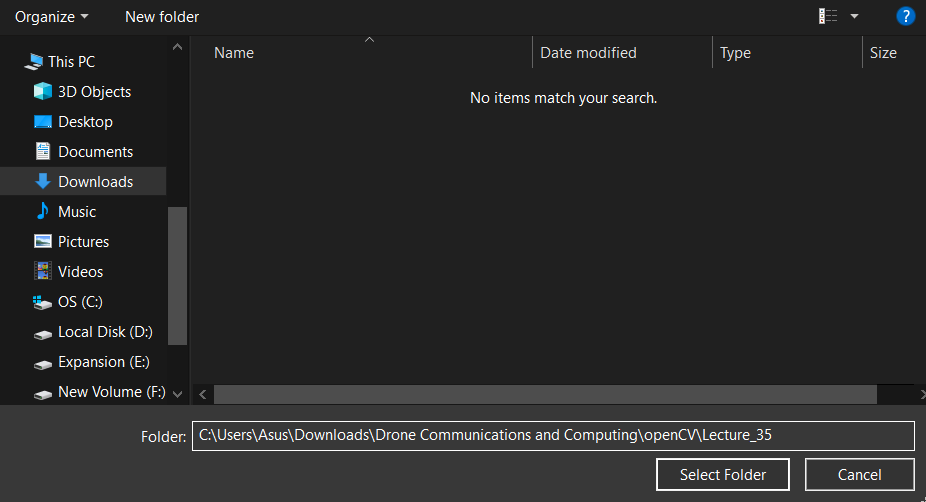 Organize New folder
Name Date modified Type Size
No items match your search.
This PC
3D Objects
Desktop
Documents
Downloads
Music
Pictures
Videos
OS (C:)
Local Disk (D:)
Expansion (E:)
New Volume (F:)
Folder: C:\Users\Asus\Downloads\Drone Communications and Computing\openCV\Lecture_35
Select Folder Cancel